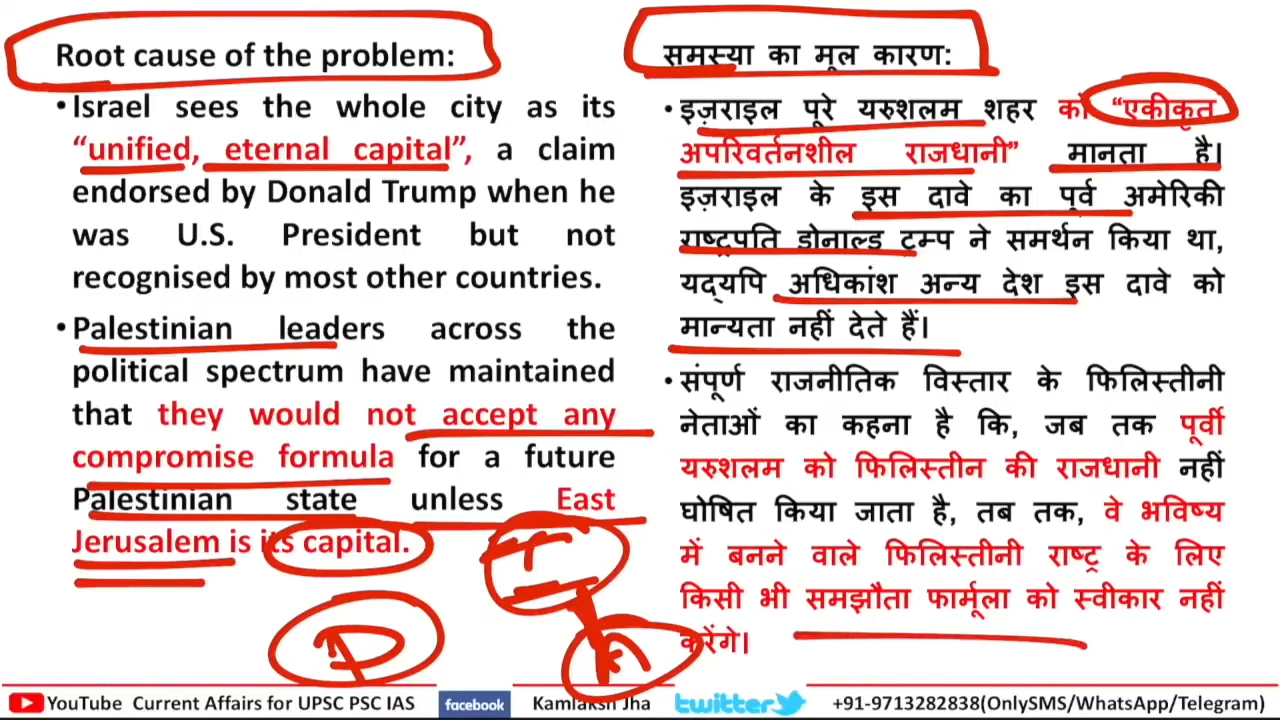 Root cause of the problem:
•Israel sees the whole city as its
“unified, eternal capital”, a claim
endorsed by Donald Trump when he
was U.S. President but not
recognised by most other countries.
•Palestinian leaders across the
political spectrum have maintained
that they would not accept any
compromise formula for a future
Palestinian state unless East
Jerusalem is its capital.
P
समस्या का मूल कारण:
•इज़राइल पूरे यरुशलम शहर को “एकीकृत
अपरिवर्तनशील राजधानी” मानता है।
इज़राइल के इस दावे का पूर्व अमेरिकी
राष्ट्रपति डोनाल्ड ट्रम्प ने समर्थन किया था,
यद्यपि अधिकांश अन्य देश इस दावे को
मान्यता नहीं देते हैं।
•संपूर्ण राजनीतिक विस्तार के फिलिस्तीनी
नेताओं का कहना है कि, जब तक पूर्वी
यरुशलम को फिलिस्तीन की राजधानी नहीं
घोषित किया जाता है, तब तक, वे भविष्य
में बनने वाले फिलिस्तीनी राष्ट्र के लिए
किसी भी समझौता फार्मूला को स्वीकार नहीं
करेंगे।
YouTube Current Affairs for UPSC PSC IAS facebook Kamlaksh Jha twitter +91-9713282838(OnlySMS/WhatsApp/Telegram)